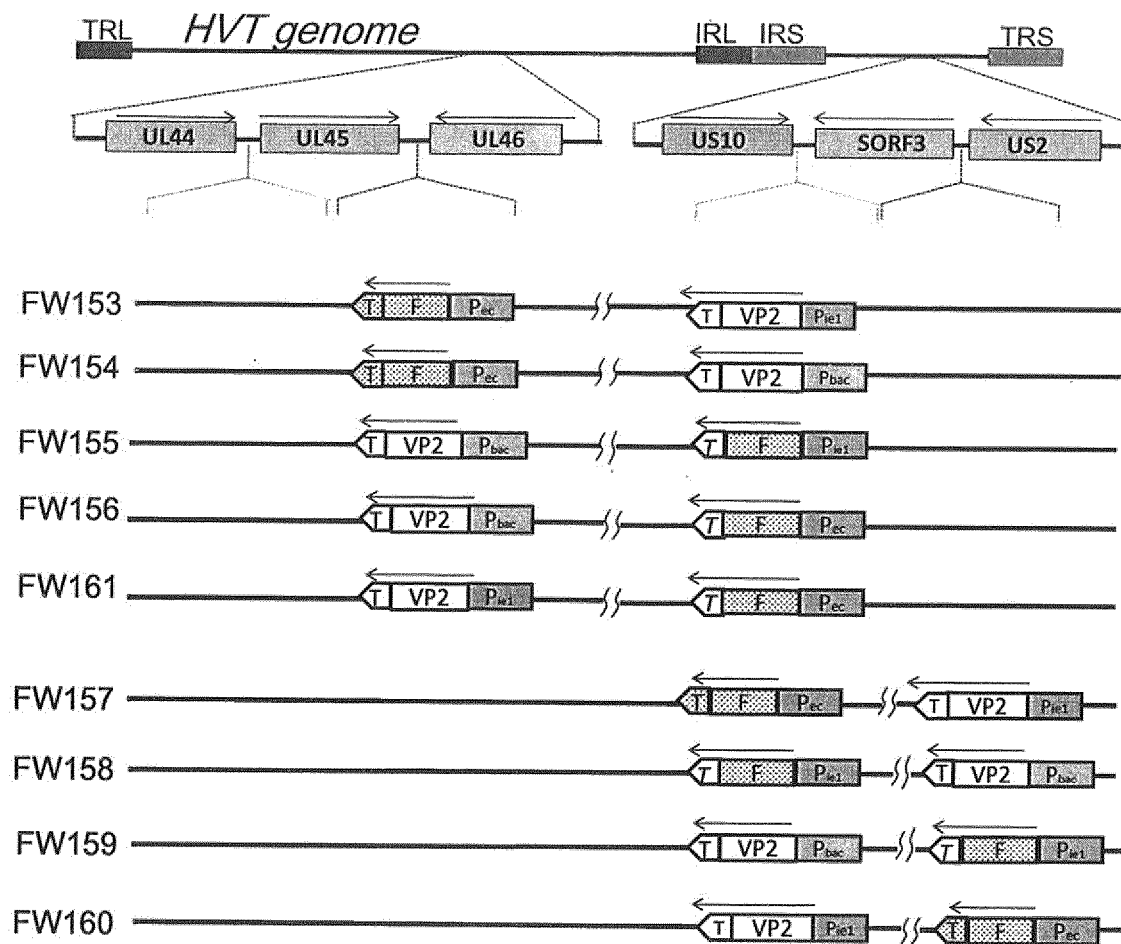 TRL HVT genome IRL IRS TRS
UL44 UL45 UL46 US10 SORF3 US2
FW153 T F Pec T VP2 Pie1
FW154 T F Pec T VP2 Pbac
FW155 T VP2 Pbac T F Pie1
FW156 T VP2 Pbac T F Pec
FW161 T VP2 Pie1 T F Pec
FW157 T F Pec T VP2 Pie1
FW158 T F Pie1 T VP2 Pbac
FW159 T VP2 Pbac T F Pie1
FW160 T VP2 Pie1 T F Pec